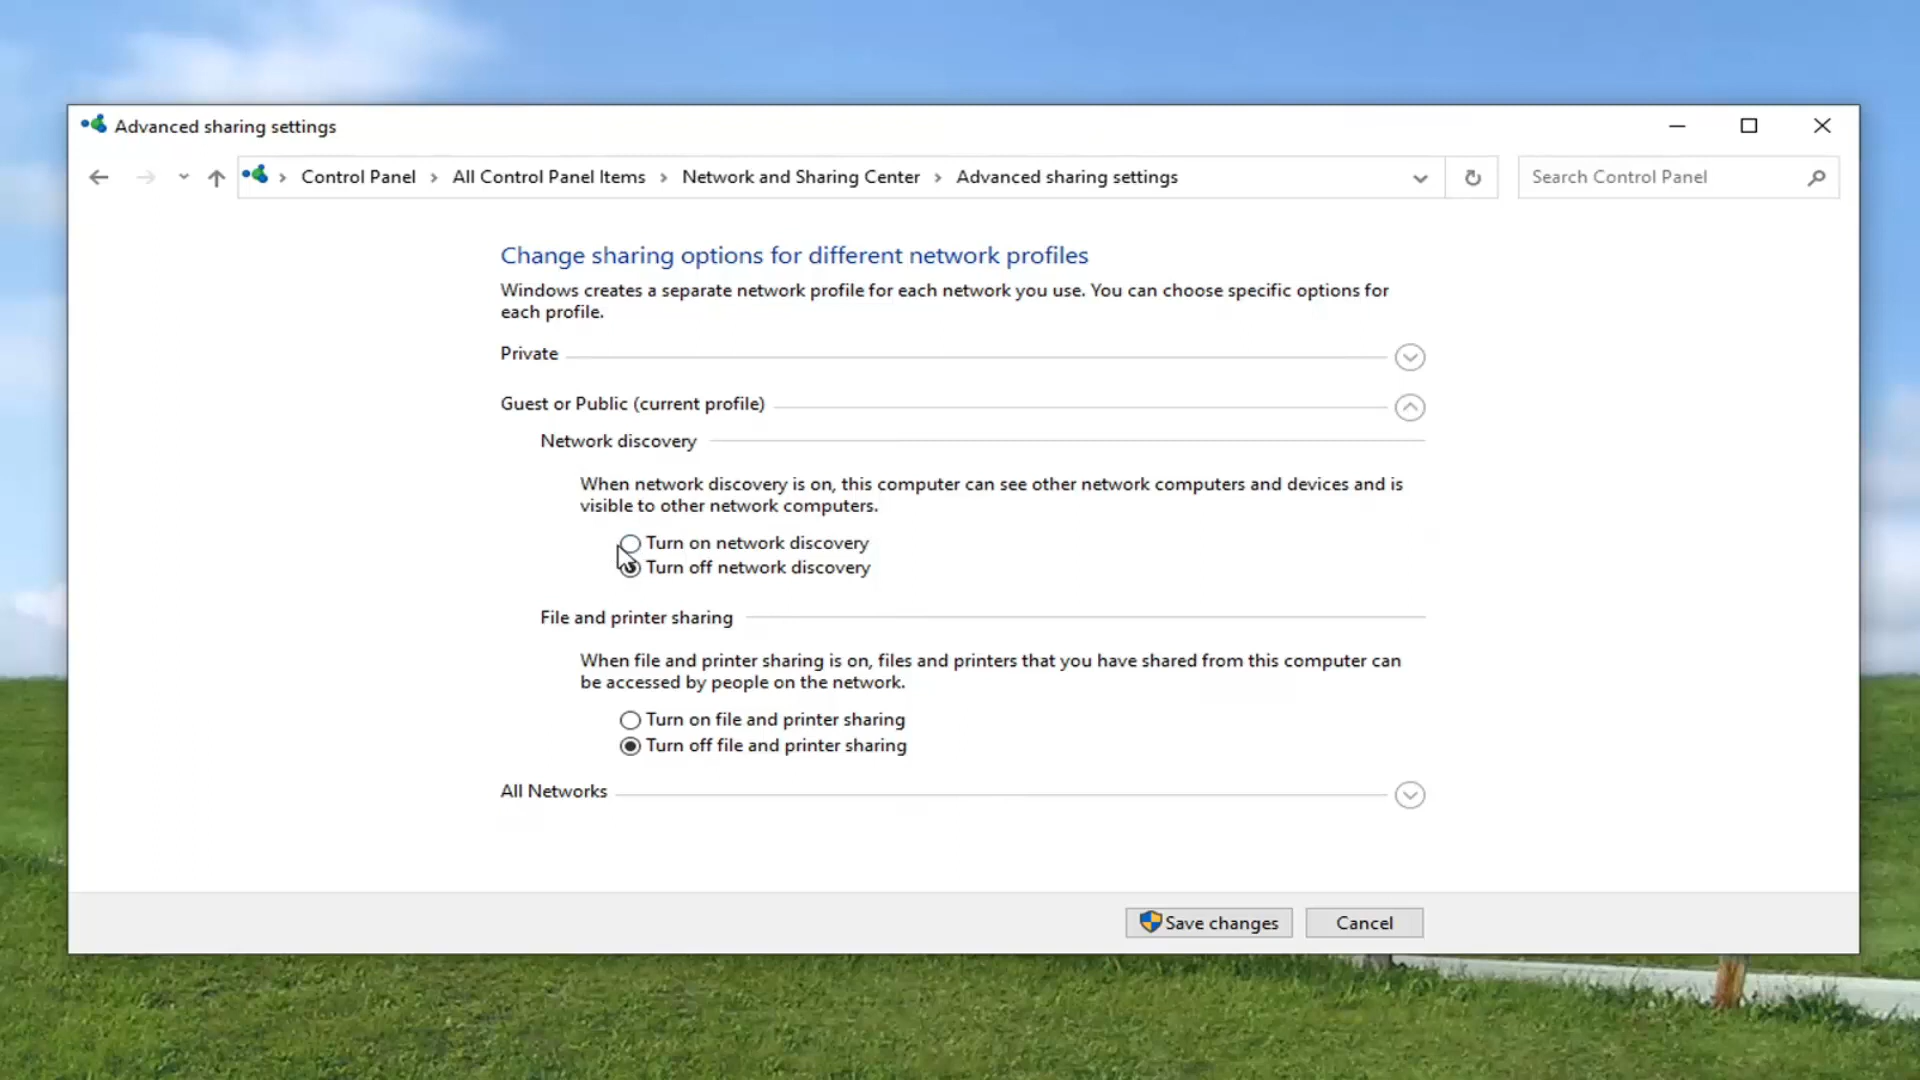 Advanced sharing settings
Control Panel > All Control Panel Items > Network and Sharing Center > Advanced sharing settings
Search Control Panel
Change sharing options for different network profiles
Windows creates a separate network profile for each network you use. You can choose specific options for
each profile.
Private
Guest or Public (current profile)
Network discovery
When network discovery is on, this computer can see other network computers and devices and is
visible to other network computers.
Turn on network discovery
Turn off network discovery
File and printer sharing
When file and printer sharing is on, files and printers that you have shared from this computer can
be accessed by people on the network.
Turn on file and printer sharing
Turn off file and printer sharing
All Networks
Save changes
Cancel